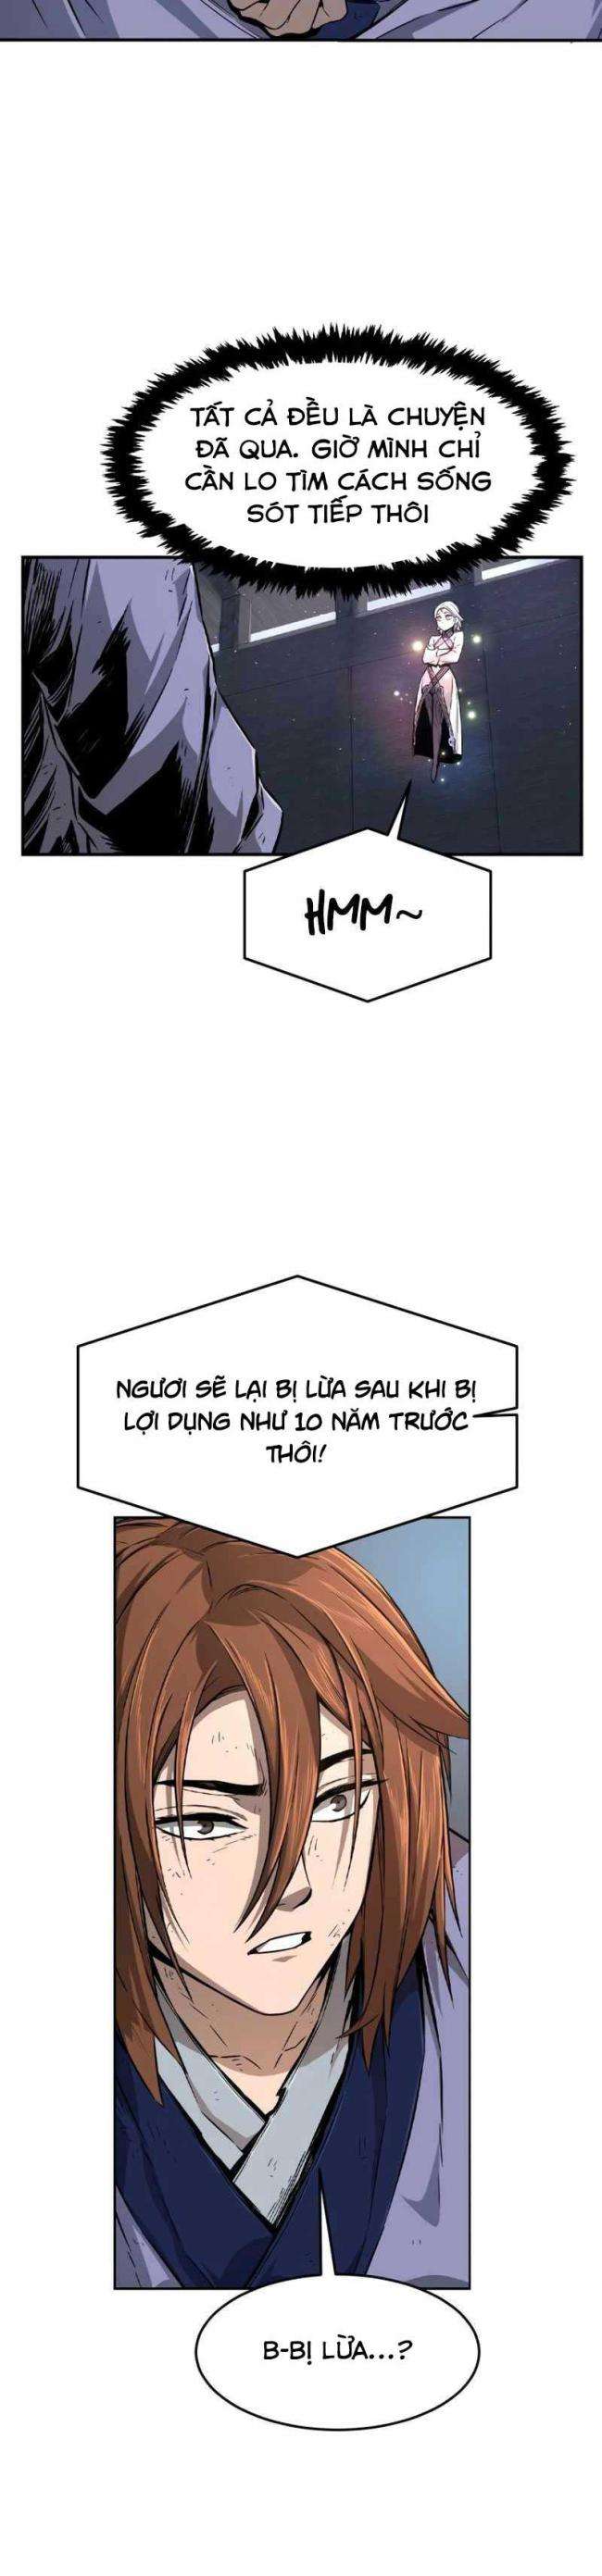 TẤT CẢ ĐỀU LÀ CHUYỆN
ĐÃ QUA. GIỜ MÌNH CHỈ
CẦN LO TÌM CÁCH SỐNG
SÓT TIẾP THÔI
HMM~
NGƯƠI SẼ LẠI BỊ LỪA SAU KHI BỊ
LỢI DỤNG NHƯ 10 NĂM TRƯỚC
THÔI!
B-BỊ LỪA...?